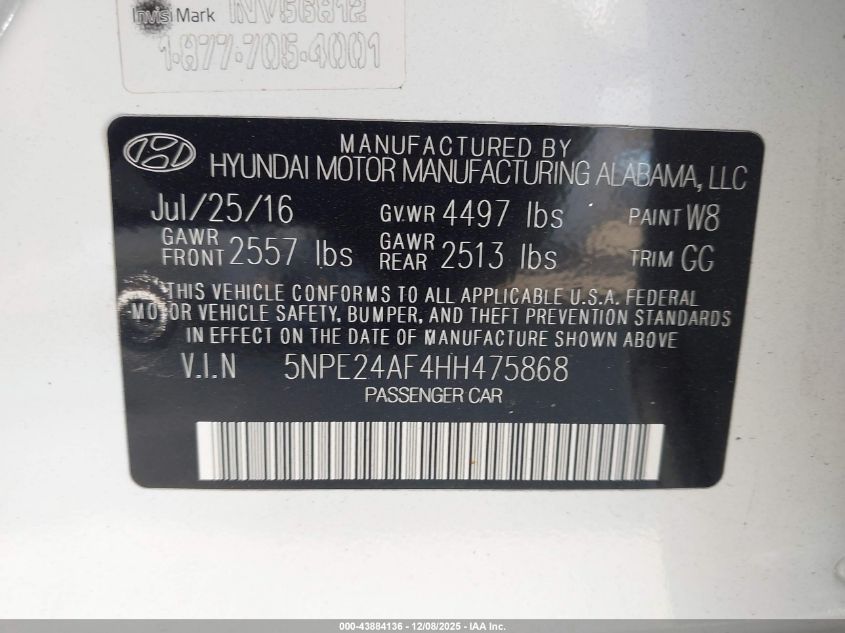 InvisiMark
1-877-705-4001
MANUFACTURED BY
HYUNDAI MOTOR MANUFACTURING ALABAMA, LLC
Jul/25/16 GVWR 4497 lbs PAINT W8
GAWR FRONT 2557 lbs GAWR REAR 2513 lbs TRIM GG
THIS VEHICLE CONFORMS TO ALL APPLICABLE U.S.A. FEDERAL
MOTOR VEHICLE SAFETY, BUMPER, AND THEFT PREVENTION STANDARDS
IN EFFECT ON THE DATE OF MANUFACTURE SHOWN ABOVE
V.I.N 5NPE24AF4HH475868
PASSENGER CAR
000-43884136 - 12/08/2025 - IAA Inc.